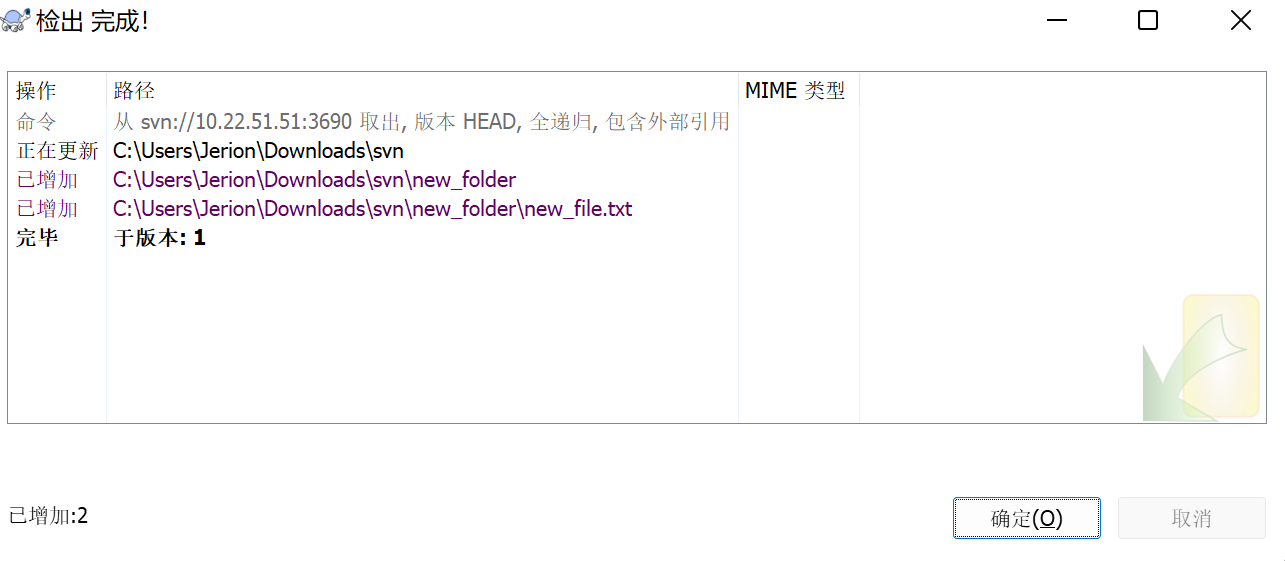 检出 完成!
操作 路径 MIME 类型
命令 从 svn://10.22.51.51:3690 取出, 版本 HEAD, 全递归, 包含外部引用
正在更新 C:\Users\Jerion\Downloads\svn
已增加 C:\Users\Jerion\Downloads\svn\new_folder
已增加 C:\Users\Jerion\Downloads\svn\new_folder\new_file.txt
完毕 于版本: 1
已增加:2
确定(O) 取消